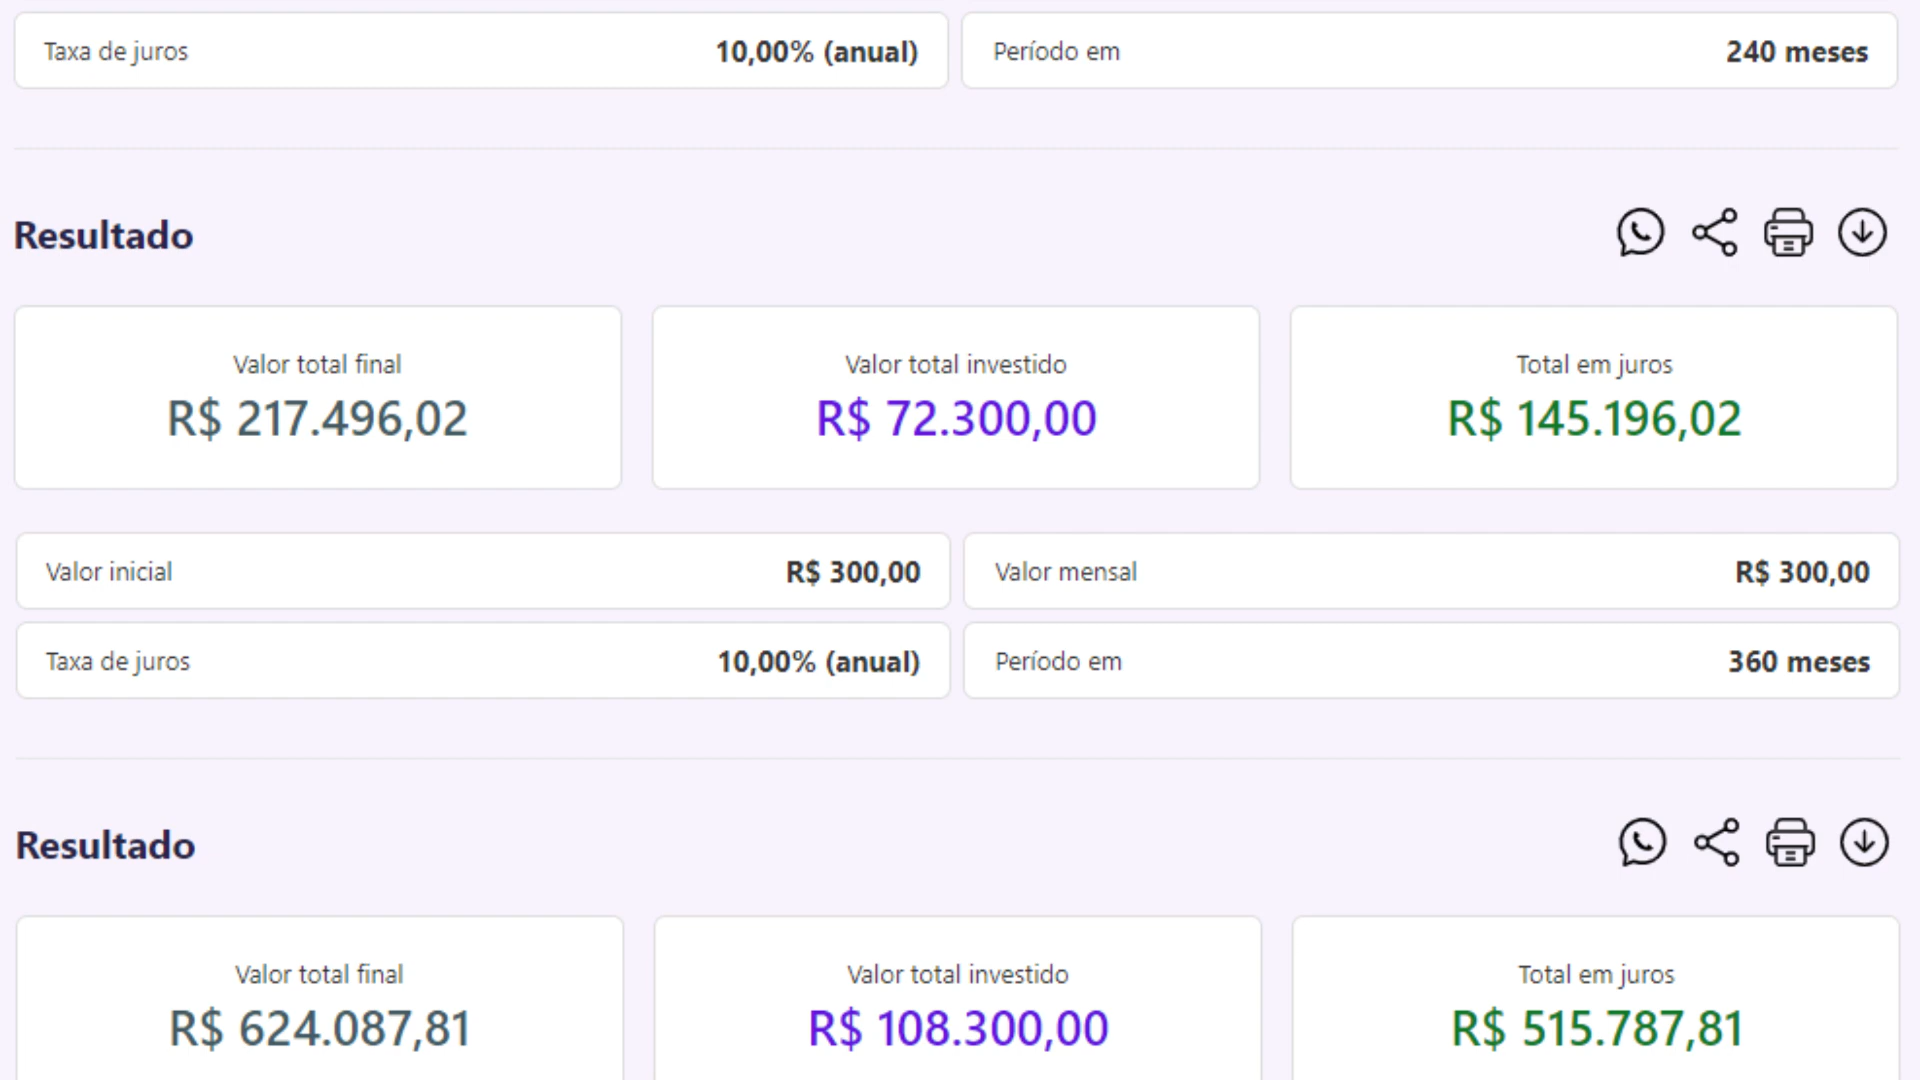 Taxa de juros 10,00% (anual) Período em 240 meses
Resultado
Valor total final Valor total investido Total em juros
R$ 217.496,02 R$ 72.300,00 R$ 145.196,02
Valor inicial R$ 300,00 Valor mensal R$ 300,00
Taxa de juros 10,00% (anual) Período em 360 meses
Resultado
Valor total final Valor total investido Total em juros
R$ 624.087,81 R$ 108.300,00 R$ 515.787,81